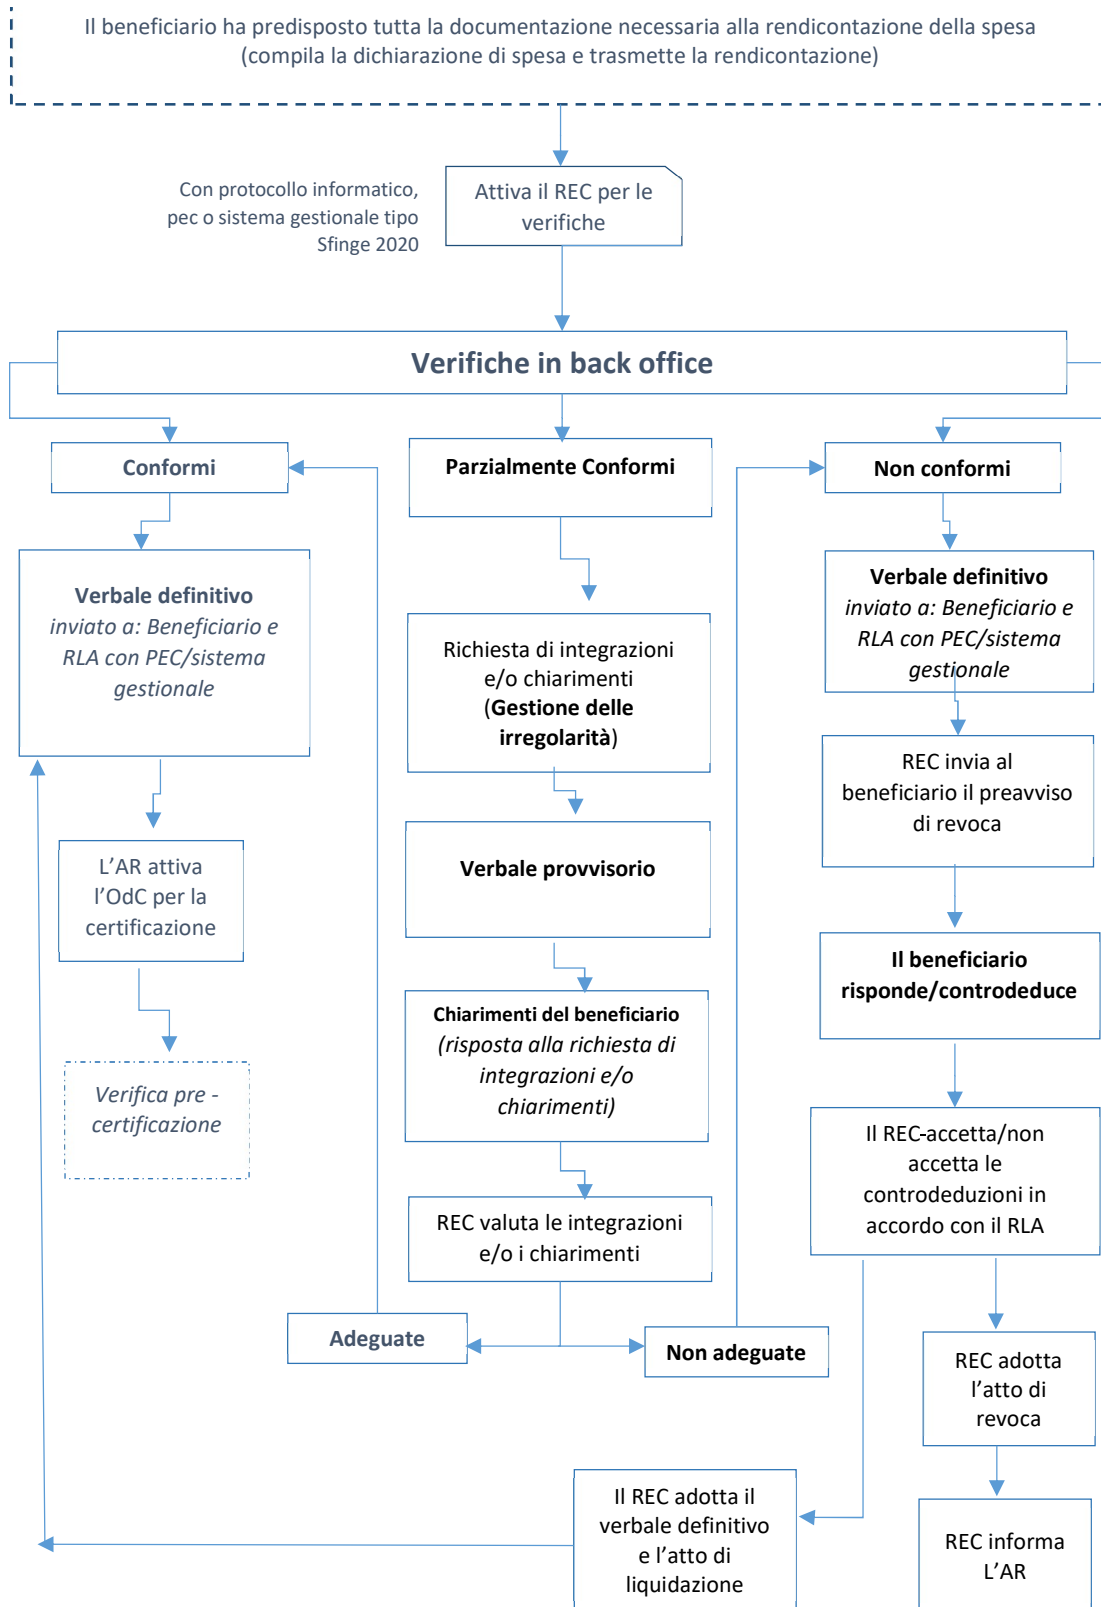 Il beneficiario ha predisposto tutta la documentazione necessaria alla rendicontazione della spesa
(compila la dichiarazione di spesa e trasmette la rendicontazione)
Con protocollo informatico,
pec o sistema gestionale tipo
Sfinge 2020
Attiva il REC per le
verifiche
Verifiche in back office
Conformi
Parzialmente Conformi
Non conformi
Verbale definitivo
inviato a: Beneficiario e
RLA con PEC/sistema
gestionale
Richiesta di integrazioni
e/o chiarimenti
(Gestione delle
irregolarità)
Verbale definitivo
inviato a: Beneficiario e
RLA con PEC/sistema
gestionale
REC invia al
beneficiario il preavviso
di revoca
L'AR attiva
l'OdC per la
certificazione
Verbale provvisorio
Il beneficiario
risponde/controdeduce
Chiarimenti del beneficiario
(risposta alla richiesta di
integrazioni e/o
chiarimenti)
Verifica pre -
certificazione
Il REC-accetta/non
accetta le
controdeduzioni in
accordo con il RLA
REC valuta le integrazioni
e/o i chiarimenti
Adeguate
Non adeguate
REC adotta
l'atto di
revoca
Il REC adotta il
verbale definitivo
e l'atto di
liquidazione
REC informa
L'AR